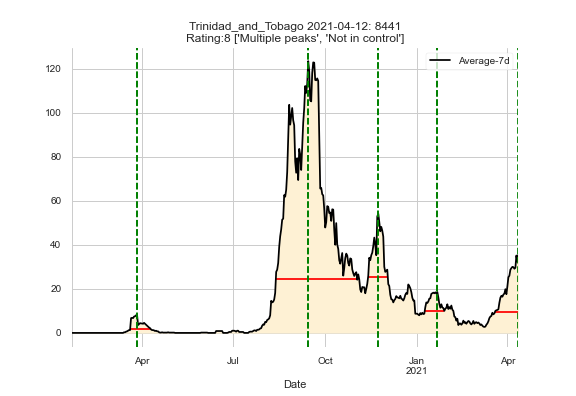 Trinidad_and_Tobago 2021-04-12: 8441
Rating:8 ['Multiple peaks', 'Not in control']
Average-7d
120
100
80
60
40
20
0
Apr
Jul
Oct
Jan
2021
Apr
Date